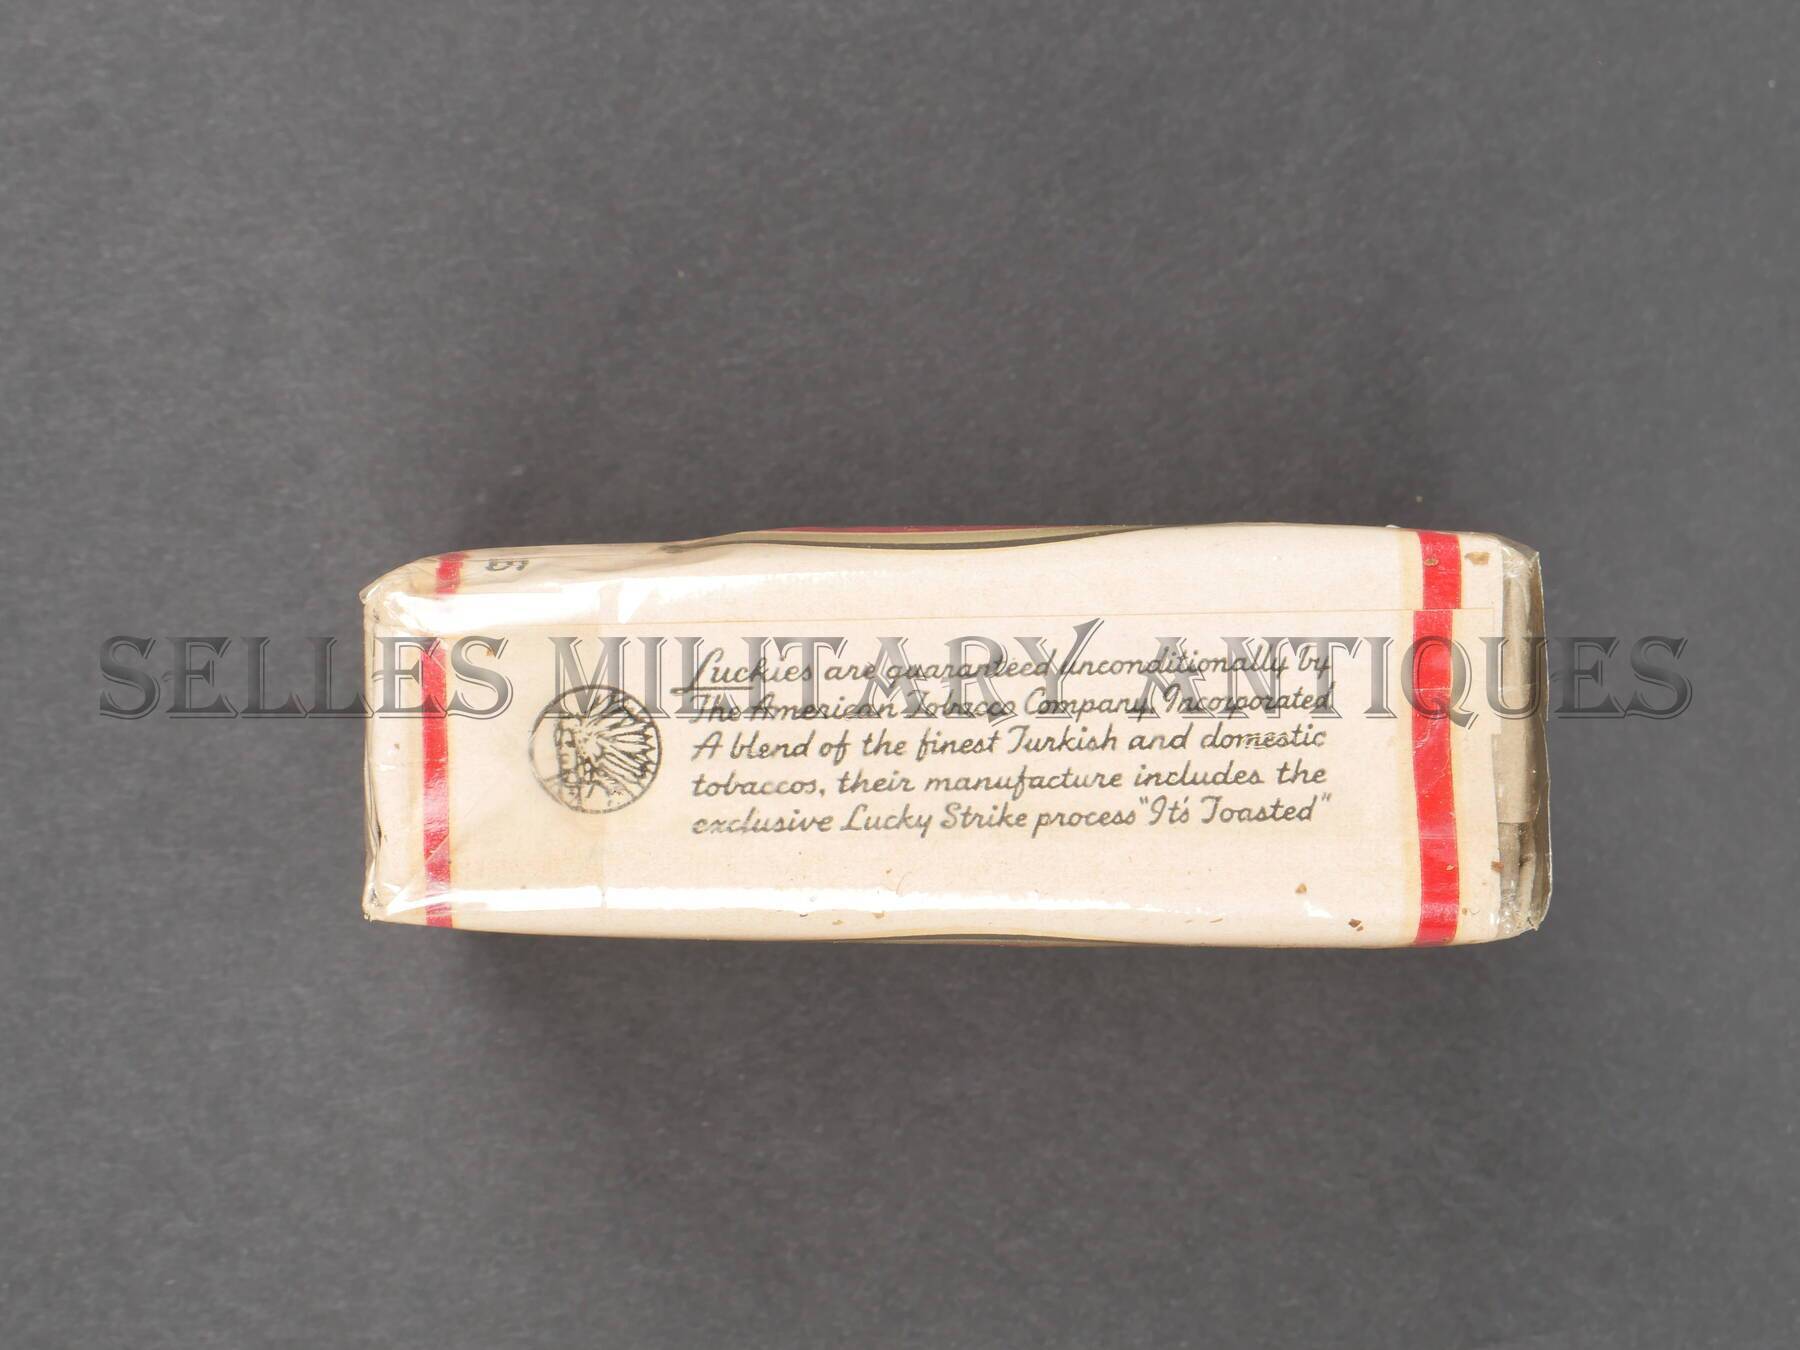 SELLES MILITARY ANTIQUES
Luckies are guaranteed unconditionally by
The American Tobacco Company, Incorporated
A blend of the finest Turkish and domestic
tobaccos, their manufacture includes the
exclusive Lucky Strike process "It's Toasted"